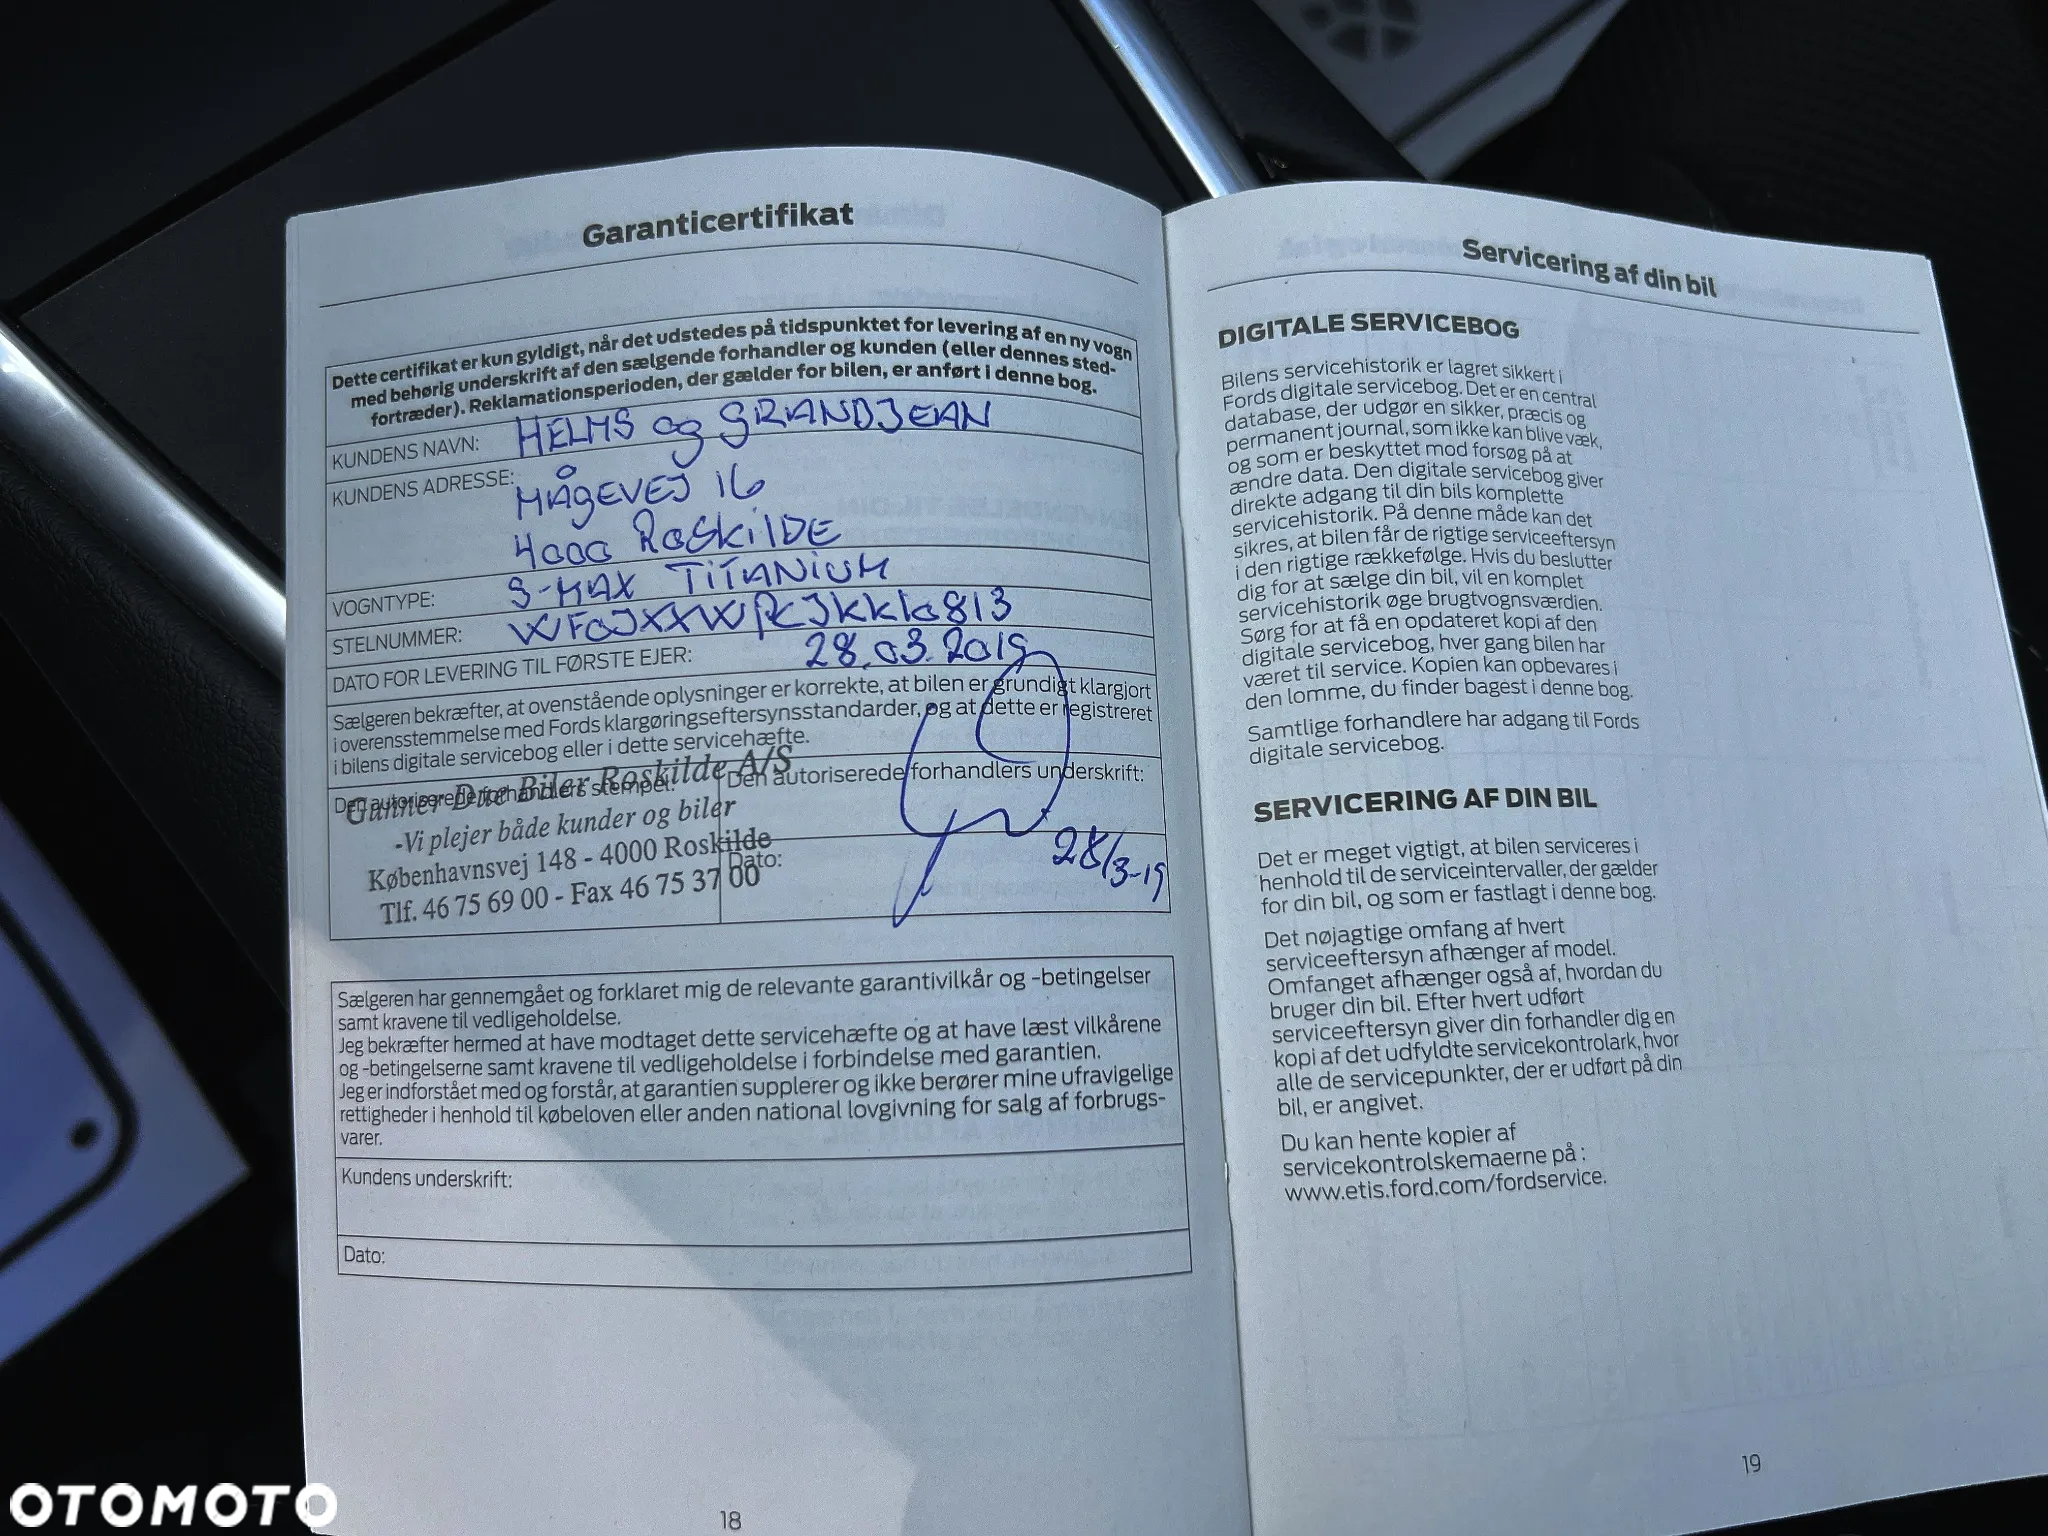 Garanticertifikat
Dette certifikat er kun gyldigt, når det udstedes på tidspunktet for levering af en ny vogn
med behørig underskrift af den sælgende forhandler og kunden (eller dennes sted-
fortræder). Reklamationsperioden, der gælder for bilen, er anført i denne bog.
KUNDENS NAVN: HELMS og GRANDJEAN
KUNDENS ADRESSE: MÅGEVEJ 16
4000 ROSKILDE
VOGNTYPE: S-MAX TITANIUM
STELNUMMER: WF0JXXWPCJKK10813
DATO FOR LEVERING TIL FØRSTE EJER: 28.03.2019
Sælgeren bekræfter, at ovenstående oplysninger er korrekte, at bilen er grundigt klargjort
i overensstemmelse med Fords klargøringseftersynsstandarder, og at dette er registreret
i bilens digitale servicebog eller i dette servicehæfte.
Den autoriserede forhandlers stempel:
Gunner Due Biler Roskilde A/S
-Vi plejer både kunder og biler
Københavnsvej 148 - 4000 Roskilde
Tlf. 46 75 69 00 - Fax 46 75 37 00
Den autoriserede forhandlers underskrift:
Dato: 28/3-19
Sælgeren har gennemgået og forklaret mig de relevante garantivilkår og -betingelser
samt kravene til vedligeholdelse.
Jeg bekræfter hermed at have modtaget dette servicehæfte og at have læst vilkårene
og -betingelserne samt kravene til vedligeholdelse i forbindelse med garantien.
Jeg er indforstået med og forstår, at garantien supplerer og ikke berører mine ufravigelige
rettigheder i henhold til købeloven eller anden national lovgivning for salg af forbrugs-
varer.
Kundens underskrift:
Dato:
18
Servicering af din bil
DIGITALE SERVICEBOG
Bilens servicehistorik er lagret sikkert i
Fords digitale servicebog. Det er en central
database, der udgør en sikker, præcis og
permanent journal, som ikke kan blive væk,
og som er beskyttet mod forsøg på at
ændre data. Den digitale servicebog giver
direkte adgang til din bils komplette
servicehistorik. På denne måde kan det
sikres, at bilen får de rigtige serviceeftersyn
i den rigtige rækkefølge. Hvis du beslutter
dig for at sælge din bil, vil en komplet
servicehistorik øge brugtvognsværdien.
Sørg for at få en opdateret kopi af den
digitale servicebog, hver gang bilen har
været til service. Kopien kan opbevares i
den lomme, du finder bagest i denne bog.
Samtlige forhandlere har adgang til Fords
digitale servicebog.
SERVICERING AF DIN BIL
Det er meget vigtigt, at bilen serviceres i
henhold til de serviceintervaller, der gælder
for din bil, og som er fastlagt i denne bog.
Det nøjagtige omfang af hvert
serviceeftersyn afhænger af model.
Omfanget afhænger også af, hvordan du
bruger din bil. Efter hvert udført
serviceeftersyn giver din forhandler dig en
kopi af det udfyldte servicekontrolark, hvor
alle de servicepunkter, der er udført på din
bil, er angivet.
Du kan hente kopier af
servicekontrolskemaerne på :
www.etis.ford.com/fordservice.
19
OTOMOTO